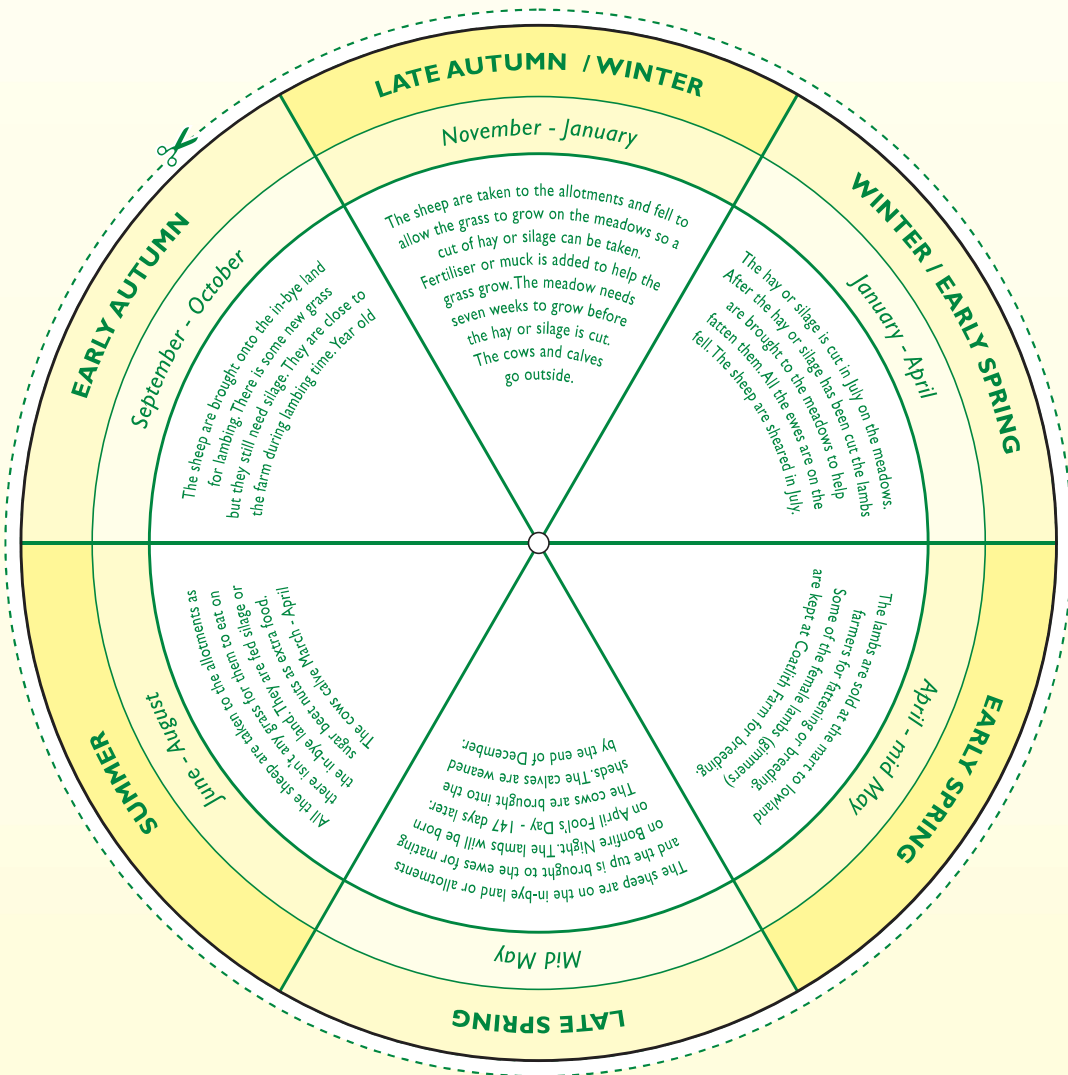 LATE AUTUMN / WINTER
November - January
The sheep are taken to the allotments and fell to
allow the grass to grow on the meadows so a
cut of hay or silage can be taken.
Fertiliser or muck is added to help the
grass grow. The meadow needs
seven weeks to grow before
the hay or silage is cut.
The cows and calves
go outside.
WINTER / EARLY SPRING
January - April
The hay or silage is cut in July on the meadows.
After the hay or silage has been cut the lambs
are brought to the meadows to help
fatten them. All the ewes are on the
fell. The sheep are sheared in July.
EARLY SPRING
April - mid May
The lambs are sold at the mart to lowland
farmers for fattening or breeding.
Some of the female lambs (gimmers)
are kept at Coatlith Farm for breeding.
LATE SPRING
Mid May
The sheep are on the in-bye land or allotments
and the tup is brought to the ewes for mating
on Bonfire Night. The lambs will be born
on April Fool's Day - 147 days later.
The cows are brought into the
sheds. The calves are weaned
by the end of December.
SUMMER
June - August
All the sheep are taken to the allotments as
there isn't any grass for them to eat on
the in-bye land. They are fed silage or
sugar beet nuts as extra food.
The cows calve March - April
EARLY AUTUMN
September - October
The sheep are brought onto the in-bye land
for lambing. There is some new grass
but they still need silage. They are close to
the farm during lambing time. Year old